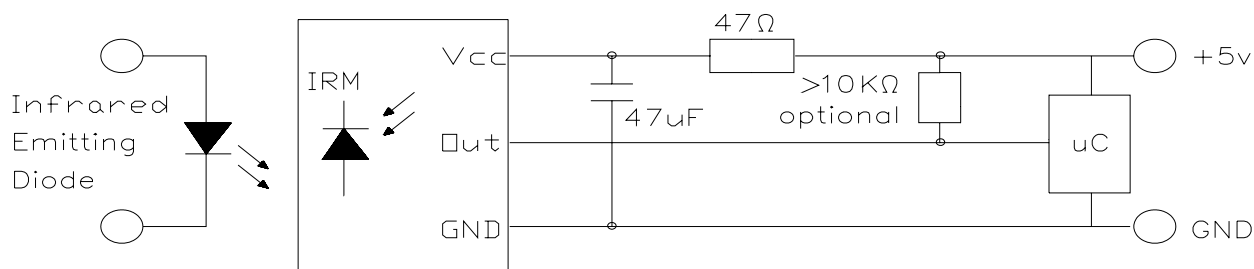 Infrared
Emitting
Diode
IRM
Vcc
Out
GND
47Ω
47uF
>10KΩ
optional
uC
+5v
GND